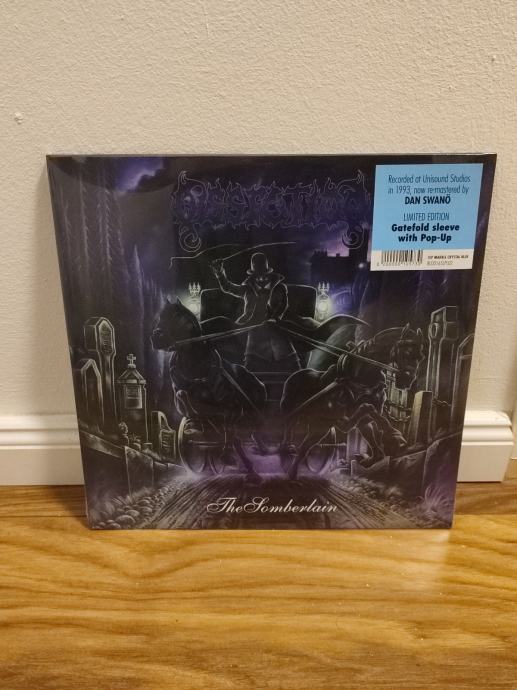 DISSECTION
Recorded at Unisound Studios
in 1993, now re-mastered by
DAN SWANÖ
LIMITED EDITION
Gatefold sleeve
with Pop-Up
The Somberlain